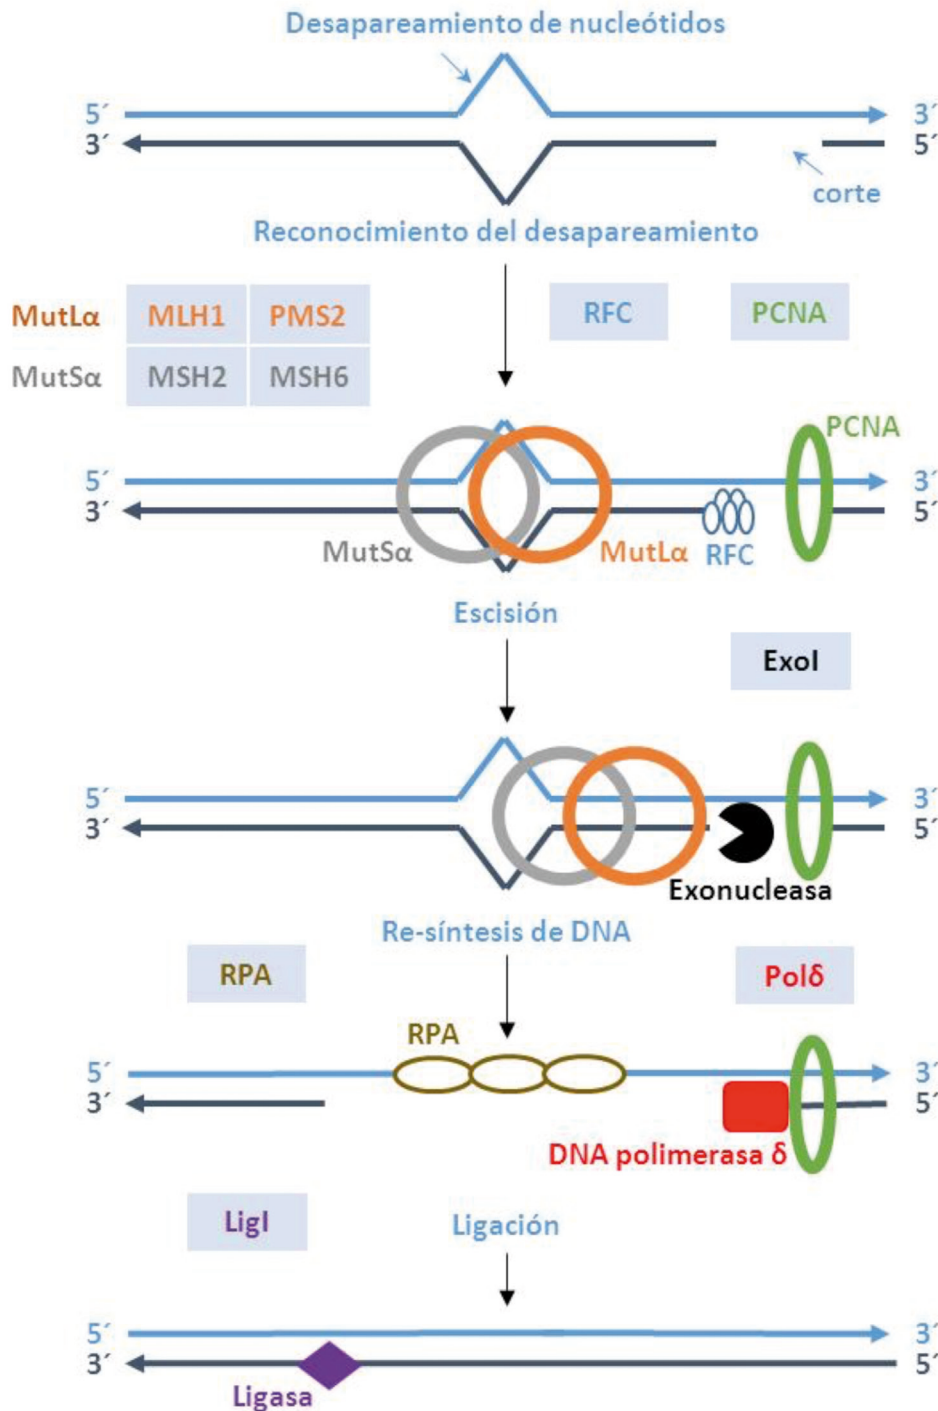 Desapareamiento de nucleótidos
5´ 3´
3´ 5´
corte
Reconocimiento del desapareamiento
MutLα MLH1 PMS2 RFC PCNA
MutSα MSH2 MSH6
PCNA
5´ 3´
3´ 5´
MutSα MutLα RFC
Escisión
ExoI
5´ 3´
3´ 5´
Exonucleasa
Re-síntesis de DNA
RPA Polδ
RPA
5´ 3´
3´ 5´
DNA polimerasa δ
LigI Ligación
5´ 3´
3´ 5´
Ligasa